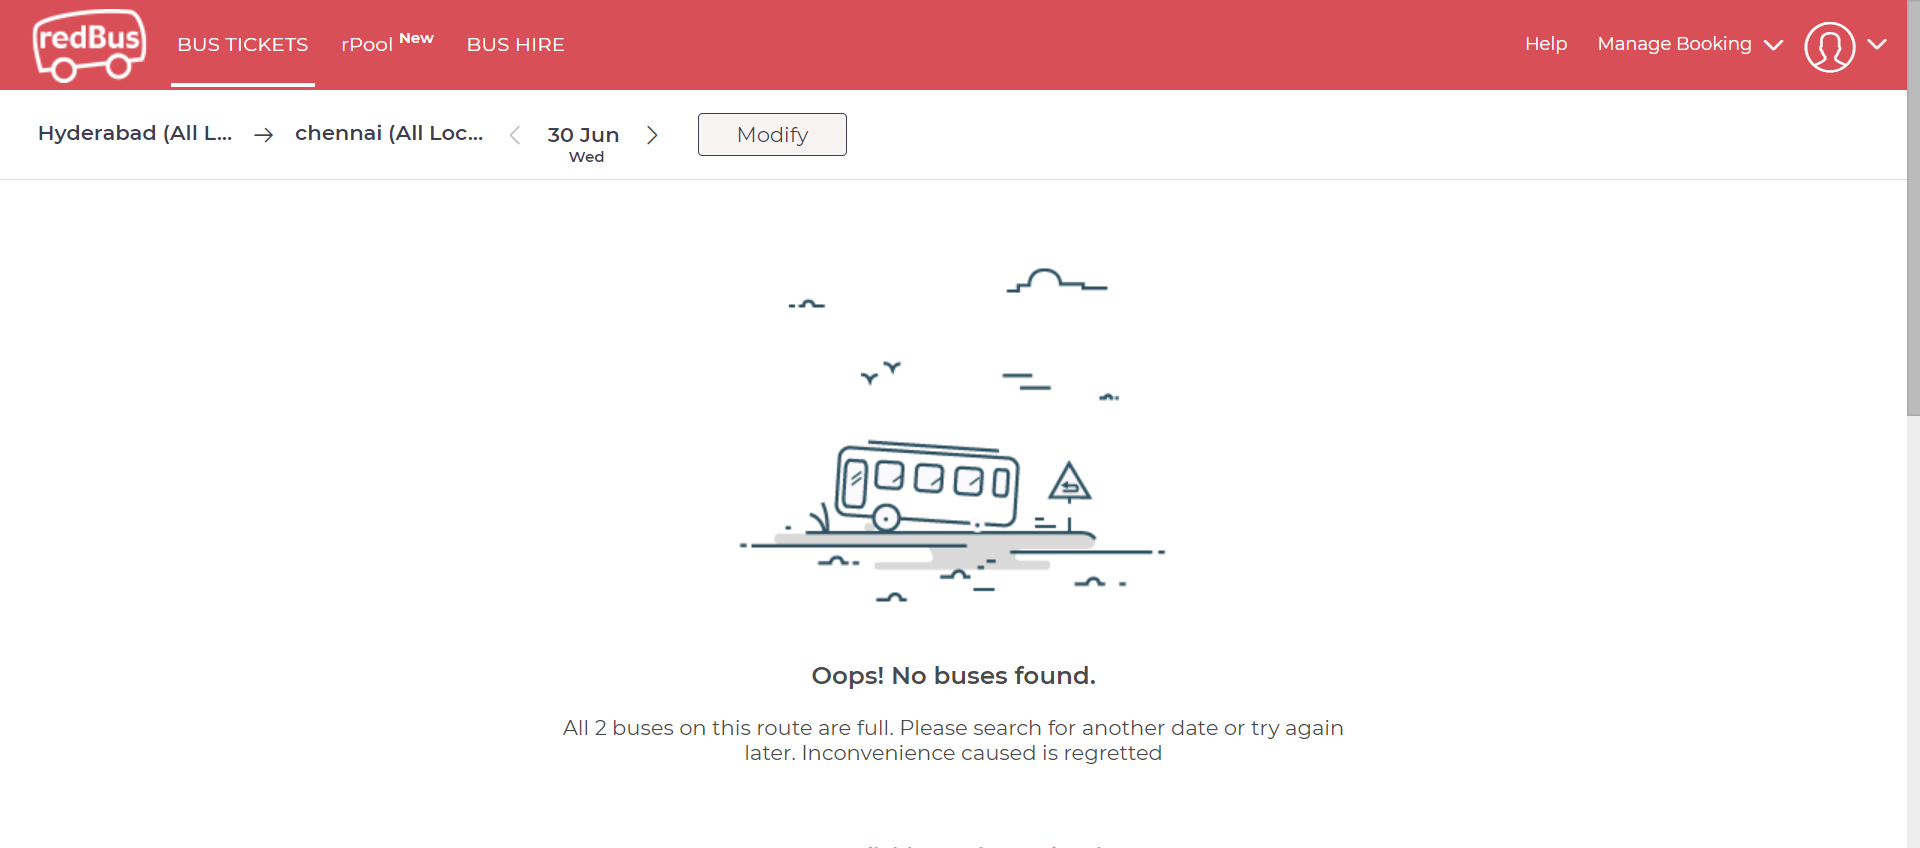 redBus
BUS TICKETS
rPool New
BUS HIRE
Help
Manage Booking
Hyderabad (All L...
chennai (All Loc...
30 Jun
Wed
Modify
Oops! No buses found.
All 2 buses on this route are full. Please search for another date or try again
later. Inconvenience caused is regretted